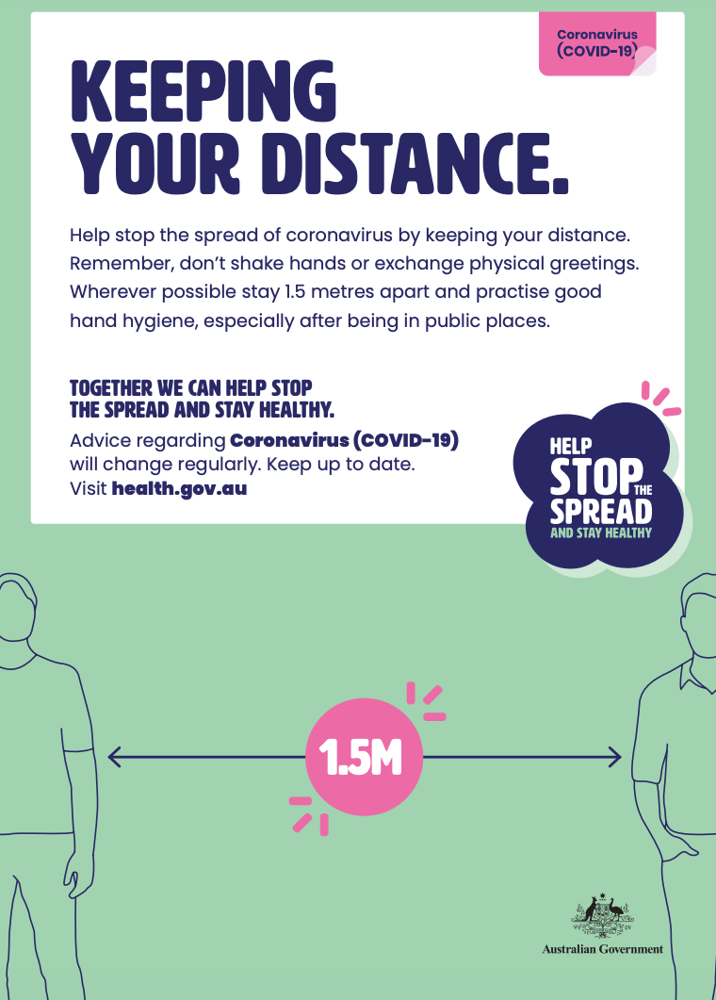 Coronavirus
(COVID-19)
KEEPING
YOUR DISTANCE.
Help stop the spread of coronavirus by keeping your distance.
Remember, don’t shake hands or exchange physical greetings.
Wherever possible stay 1.5 metres apart and practise good
hand hygiene, especially after being in public places.
TOGETHER WE CAN HELP STOP
THE SPREAD AND STAY HEALTHY.
Advice regarding Coronavirus (COVID-19)
will change regularly. Keep up to date.
Visit health.gov.au
HELP
STOP THE
SPREAD
AND STAY HEALTHY
1.5M
Australian Government